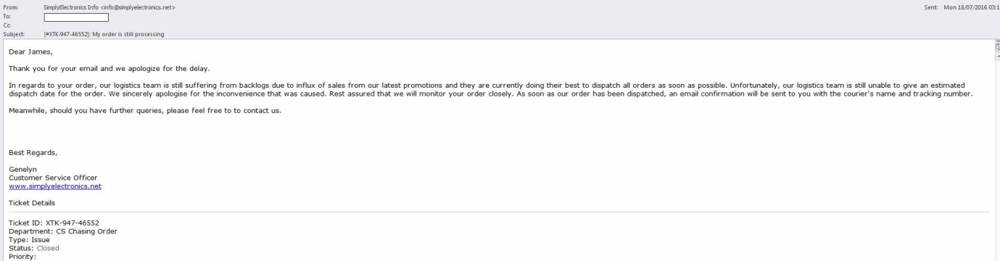 From: SimplyElectronics Info <info@simplyelectronics.net> Sent: Mon 18/07/2016 03:1
To:
Cc:
Subject: [#XTK-947-46552]: My order is still processing
Dear James,
Thank you for your email and we apologize for the delay.
In regards to your order, our logistics team is still suffering from backlogs due to influx of sales from our latest promotions and they are currently doing their best to dispatch all orders as soon as possible. Unfortunately, our logistics team is still unable to give an estimated
dispatch date for the order. We sincerely apologise for the inconvenience that was caused. Rest assured that we will monitor your order closely. As soon as our order has been dispatched, an email confirmation will be sent to you with the courier's name and tracking number.
Meanwhile, should you have further queries, please feel free to to contact us.
Best Regards,
Genelyn
Customer Service Officer
www.simplyelectronics.net
Ticket Details
Ticket ID: XTK-947-46552
Department: CS Chasing Order
Type: Issue
Status: Closed
Priority: